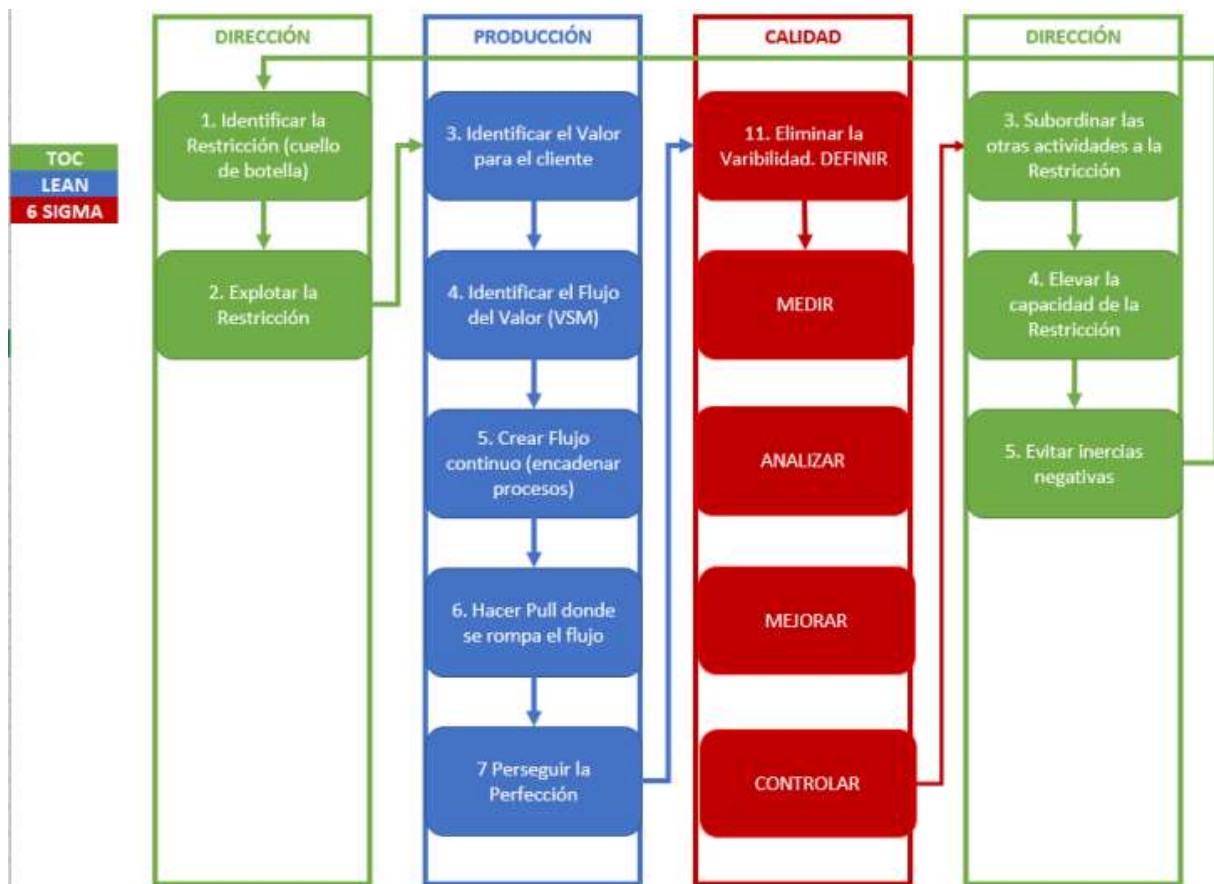 TOC
LEAN
6 SIGMA
DIRECCIÓN
1. Identificar la
Restricción (cuello
de botella)
2. Explotar la
Restricción
PRODUCCIÓN
3. Identificar el Valor
para el cliente
4. Identificar el Flujo
del Valor (VSM)
5. Crear Flujo
continuo (encadenar
procesos)
6. Hacer Pull donde
se rompa el flujo
7 Perseguir la
Perfección
CALIDAD
11. Eliminar la
Varibilidad. DEFINIR
MEDIR
ANALIZAR
MEJORAR
CONTROLAR
DIRECCIÓN
3. Subordinar las
otras actividades a la
Restricción
4. Elevar la
capacidad de la
Restricción
5. Evitar inercias
negativas